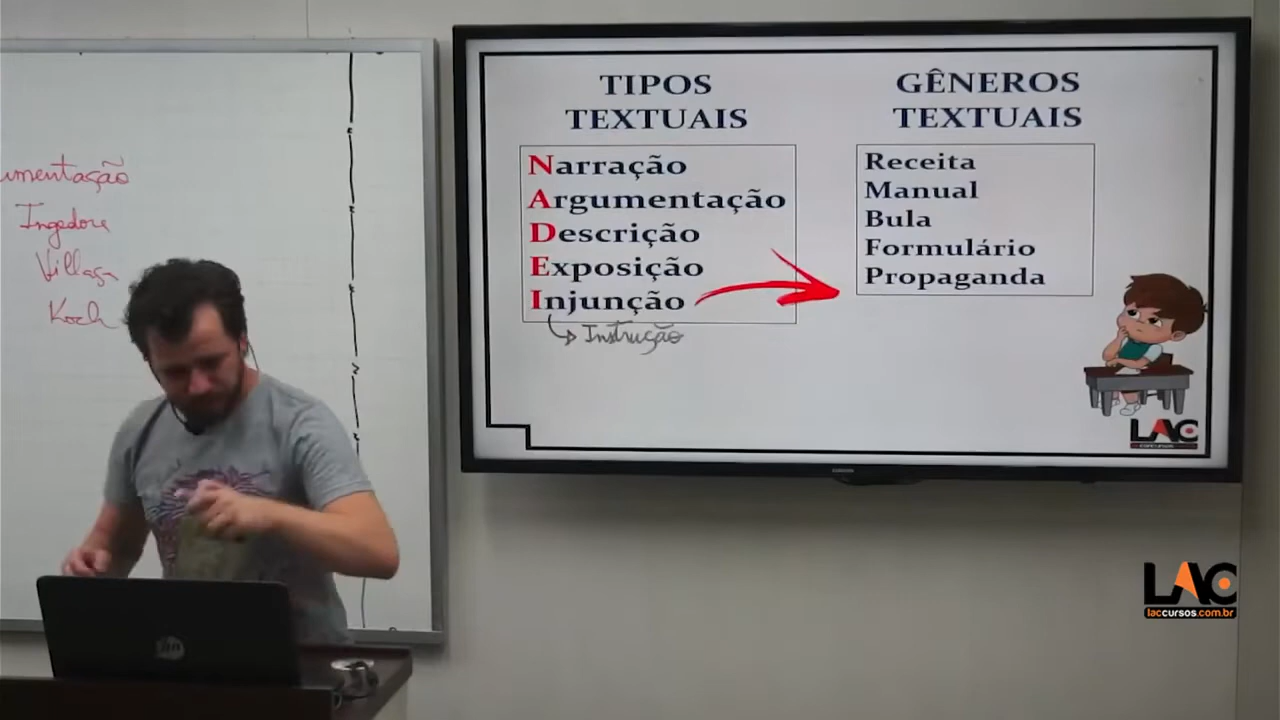 Ingedore
Villaça
Koch
TIPOS
TEXTUAIS
Narração
Argumentação
Descrição
Exposição
Injunção
Instrução
GÊNEROS
TEXTUAIS
Receita
Manual
Bula
Formulário
Propaganda
LAC
CONCURSOS
LAC
laccursos.com.br